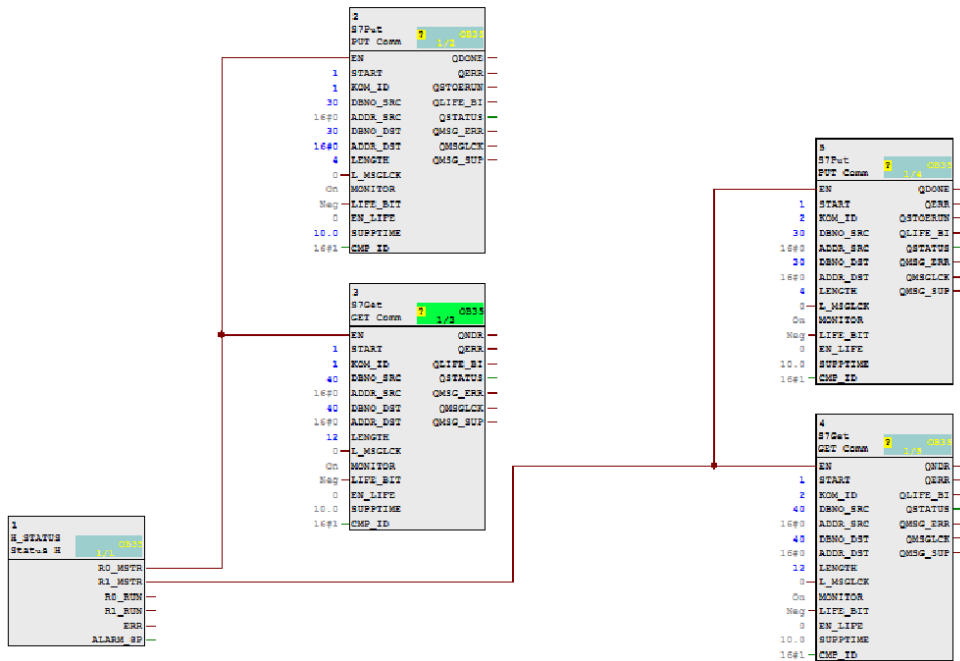 2
S7Put ? OB35
PUT Comm 1/2
EN QDONE
1 START QERR
1 KOM_ID QSTOERUN
30 DBNO_SRC QLIFE_BI
16#0 ADDR_SRC QSTATUS
30 DBNO_DST QMSG_ERR
16#0 ADDR_DST QMSGLCK
4 LENGTH QMSG_SUP
0 L_MSGLCK
On MONITOR
Neg LIFE_BIT
0 EN_LIFE
10.0 SUPPTIME
16#1 CMP_ID
3
S7Get ? OB35
GET Comm 1/3
EN QNDR
1 START QERR
1 KOM_ID QLIFE_BI
40 DBNO_SRC QSTATUS
16#0 ADDR_SRC QMSG_ERR
40 DBNO_DST QMSGLCK
16#0 ADDR_DST QMSG_SUP
12 LENGTH
0 L_MSGLCK
On MONITOR
Neg LIFE_BIT
0 EN_LIFE
10.0 SUPPTIME
16#1 CMP_ID
1
H_STATUS OB35
Status H 1/1
R0_MSTR
R1_MSTR
R0_RUN
R1_RUN
ERR
ALARM_SP
5
S7Put ? OB35
PUT Comm 1/4
EN QDONE
1 START QERR
2 KOM_ID QSTOERUN
30 DBNO_SRC QLIFE_BI
16#0 ADDR_SRC QSTATUS
30 DBNO_DST QMSG_ERR
16#0 ADDR_DST QMSGLCK
4 LENGTH QMSG_SUP
0 L_MSGLCK
On MONITOR
Neg LIFE_BIT
0 EN_LIFE
10.0 SUPPTIME
16#1 CMP_ID
4
S7Get ? OB35
GET Comm 1/5
EN QNDR
1 START QERR
2 KOM_ID QLIFE_BI
40 DBNO_SRC QSTATUS
16#0 ADDR_SRC QMSG_ERR
40 DBNO_DST QMSGLCK
16#0 ADDR_DST QMSG_SUP
12 LENGTH
0 L_MSGLCK
On MONITOR
Neg LIFE_BIT
0 EN_LIFE
10.0 SUPPTIME
16#1 CMP_ID